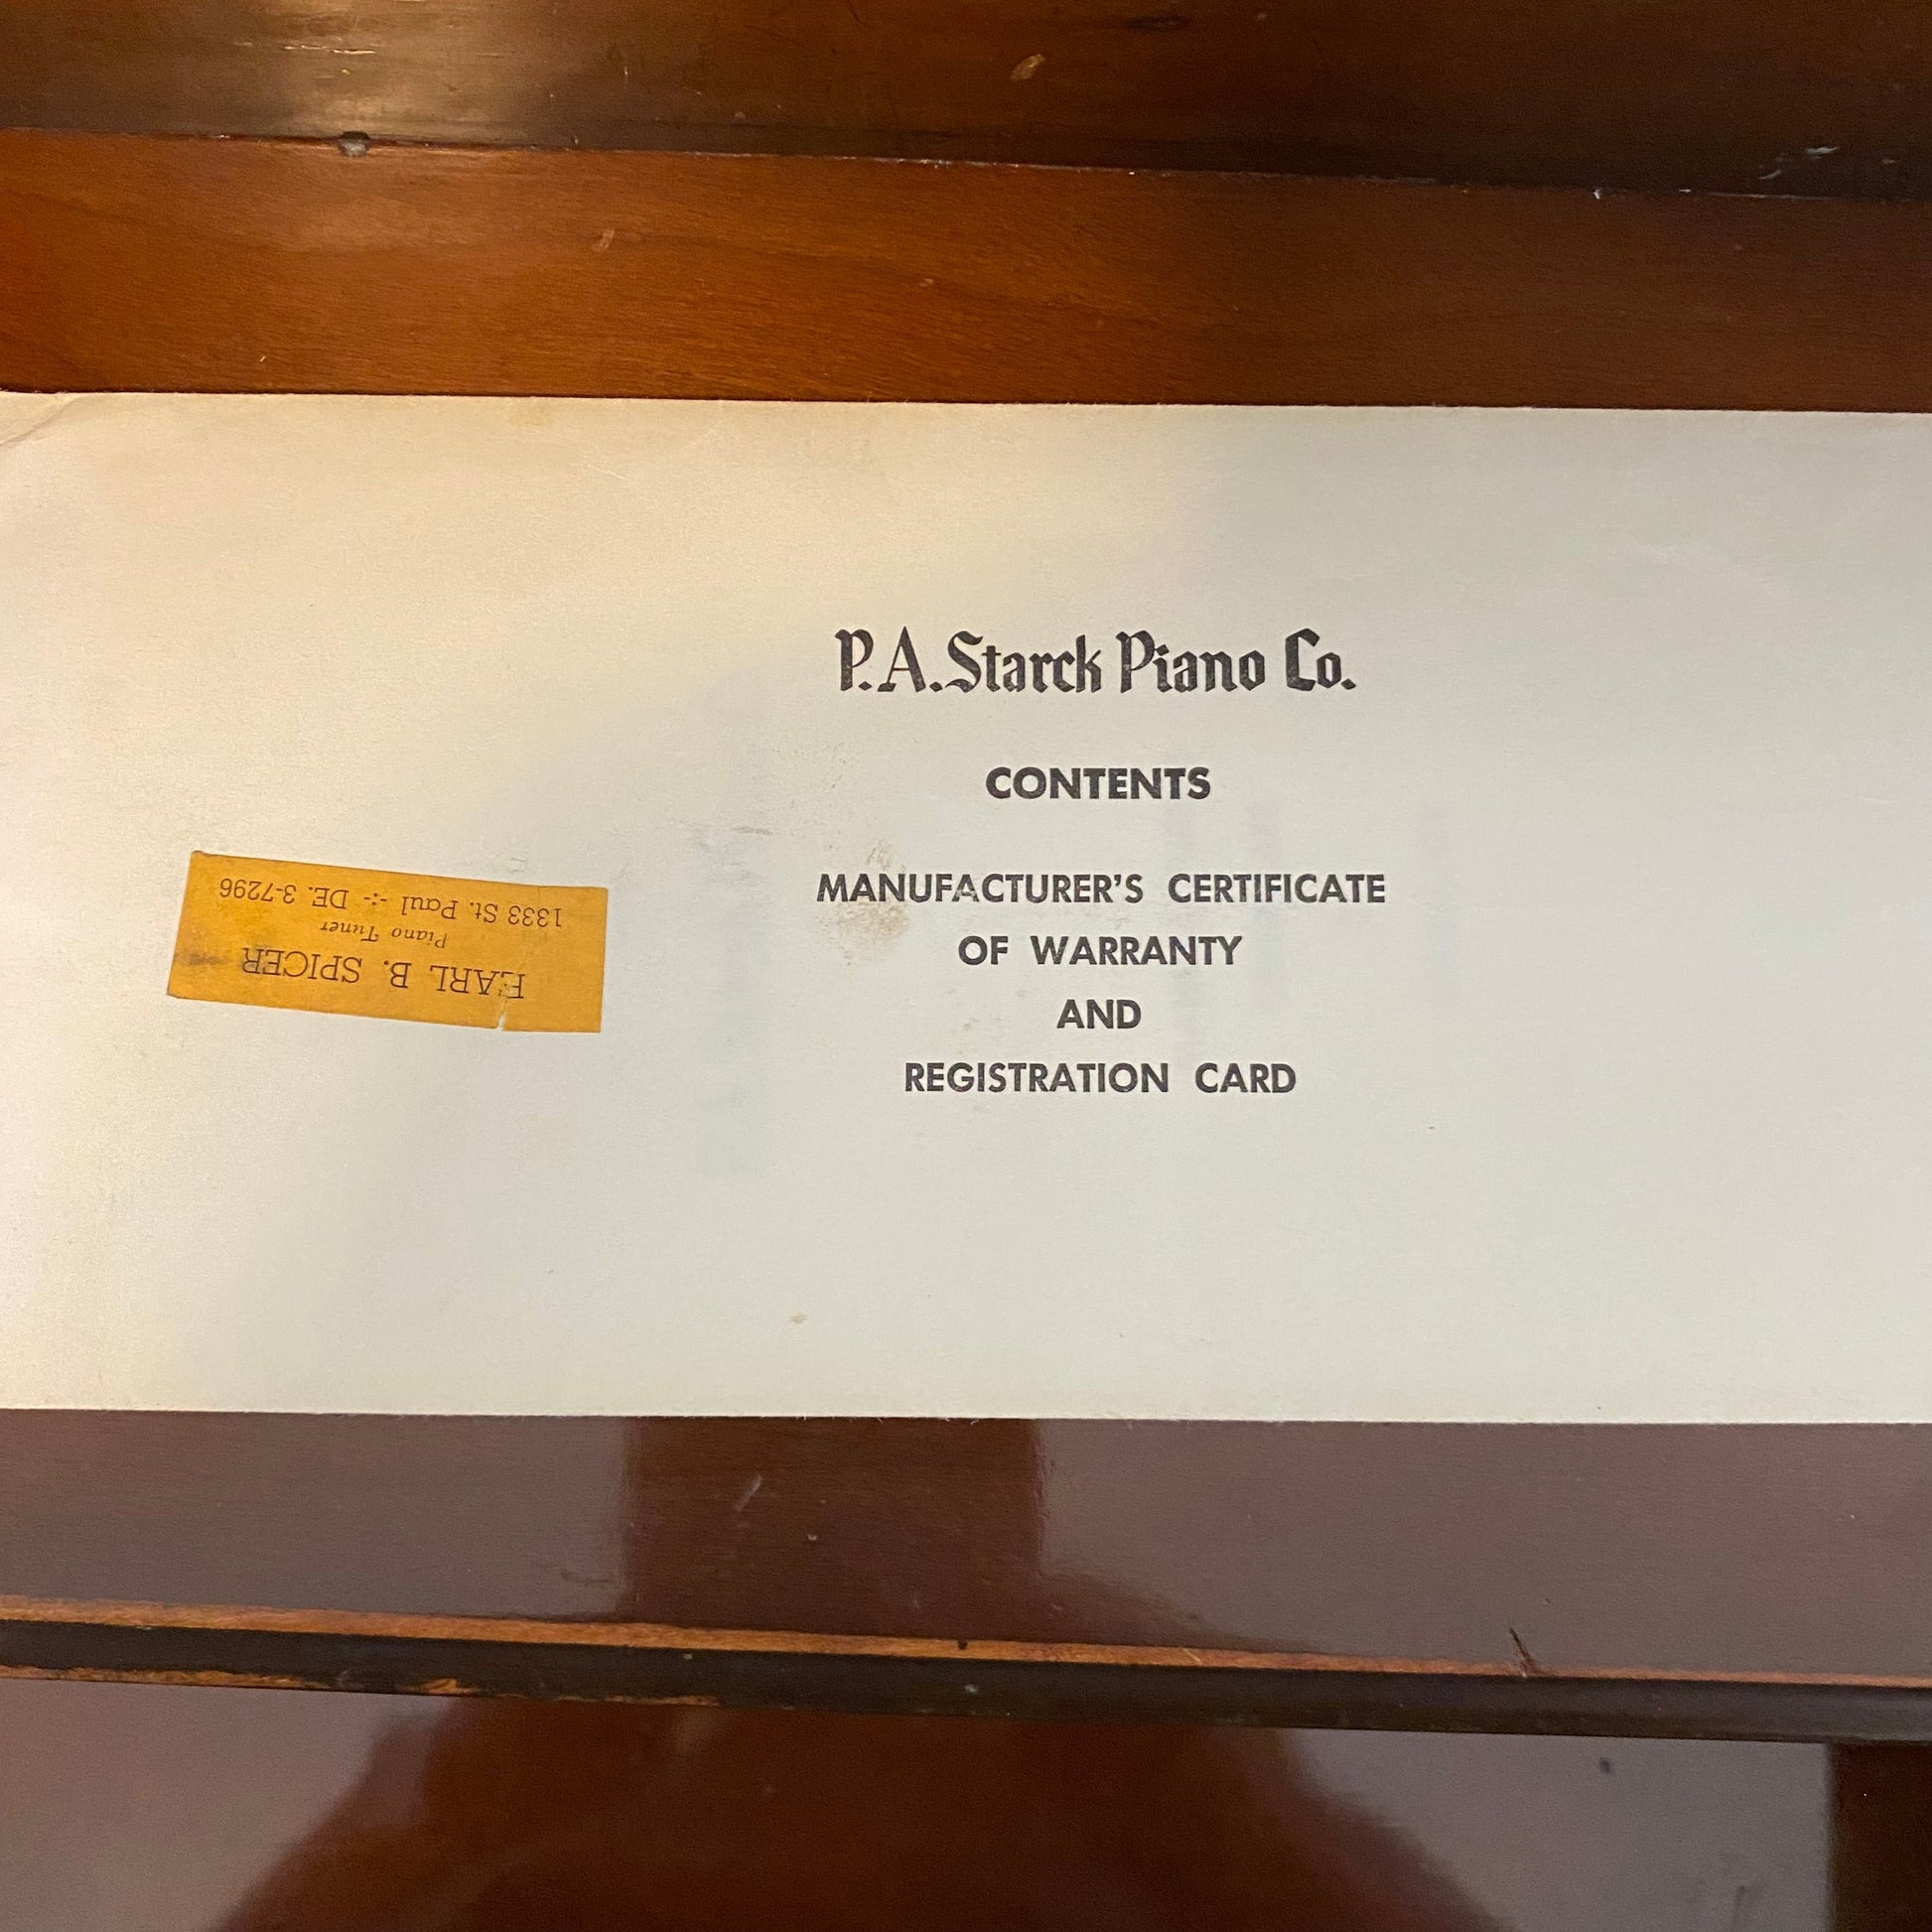 P.A. Starck Piano Co.
CONTENTS
MANUFACTURER'S CERTIFICATE
OF WARRANTY
AND
REGISTRATION CARD
EARL B. SPICER
Piano Tuner
1333 St. Paul -:- DE. 3-7296